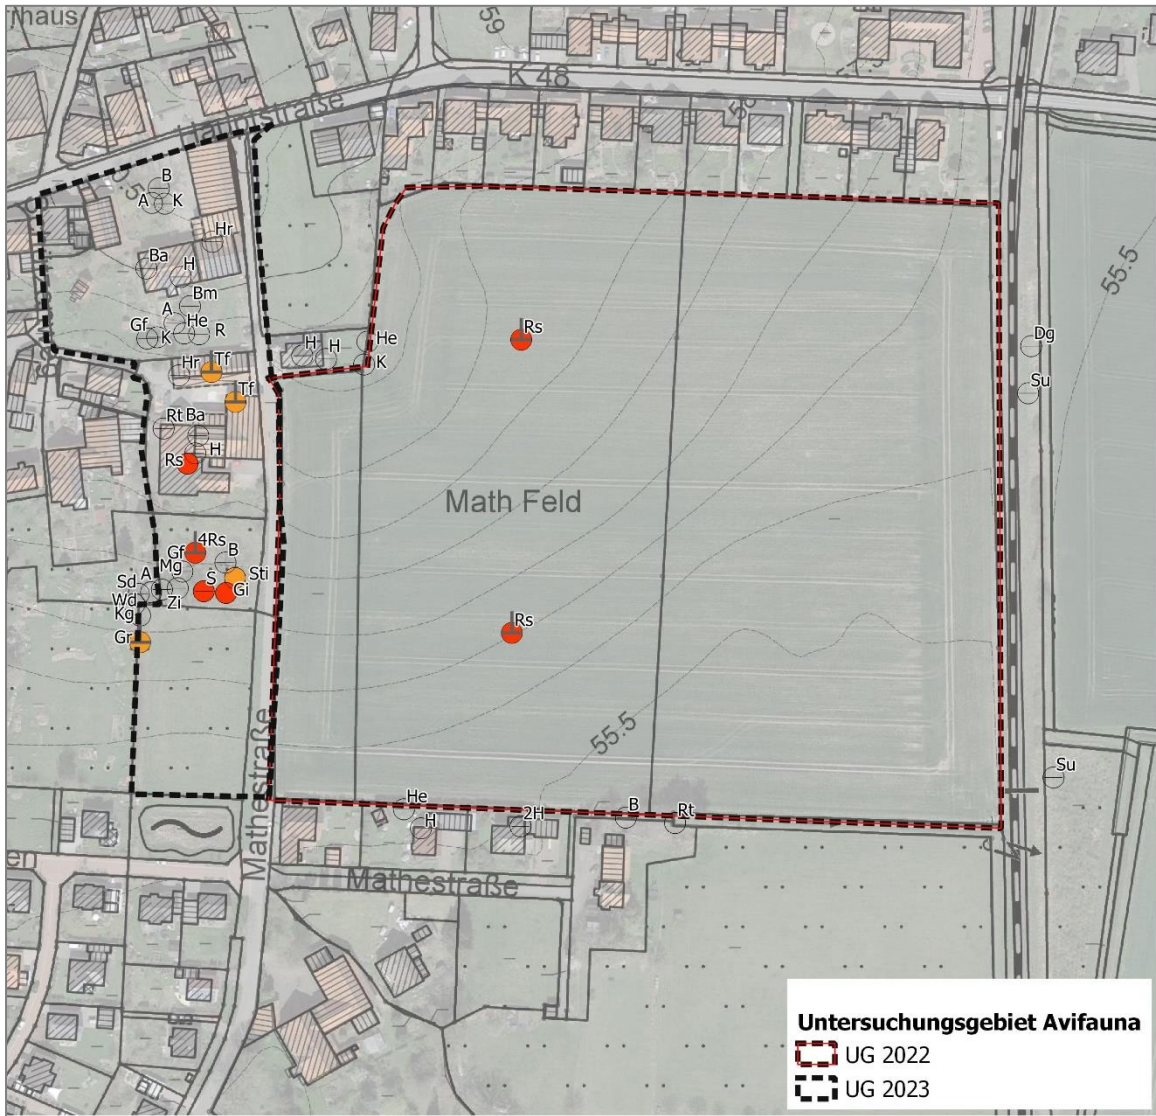 rhaus
59
K 48
B
A
K
Hr
Ba
H
Bm
A
He
Gf
K
R
H
H
He
K
Rs
Dg
Su
55.5
Hr
Tf
Tf
Rt
Ba
H
Rs
Math Feld
4Rs
Gf
B
Mg
Sti
A
S
Sd
Gi
Wd
Zi
Kg
Gr
Rs
55.5
Mathestraße
He
H
2H
B
Rt
Su
en
Mathestraße
Untersuchungsgebiet Avifauna
UG 2022
UG 2023